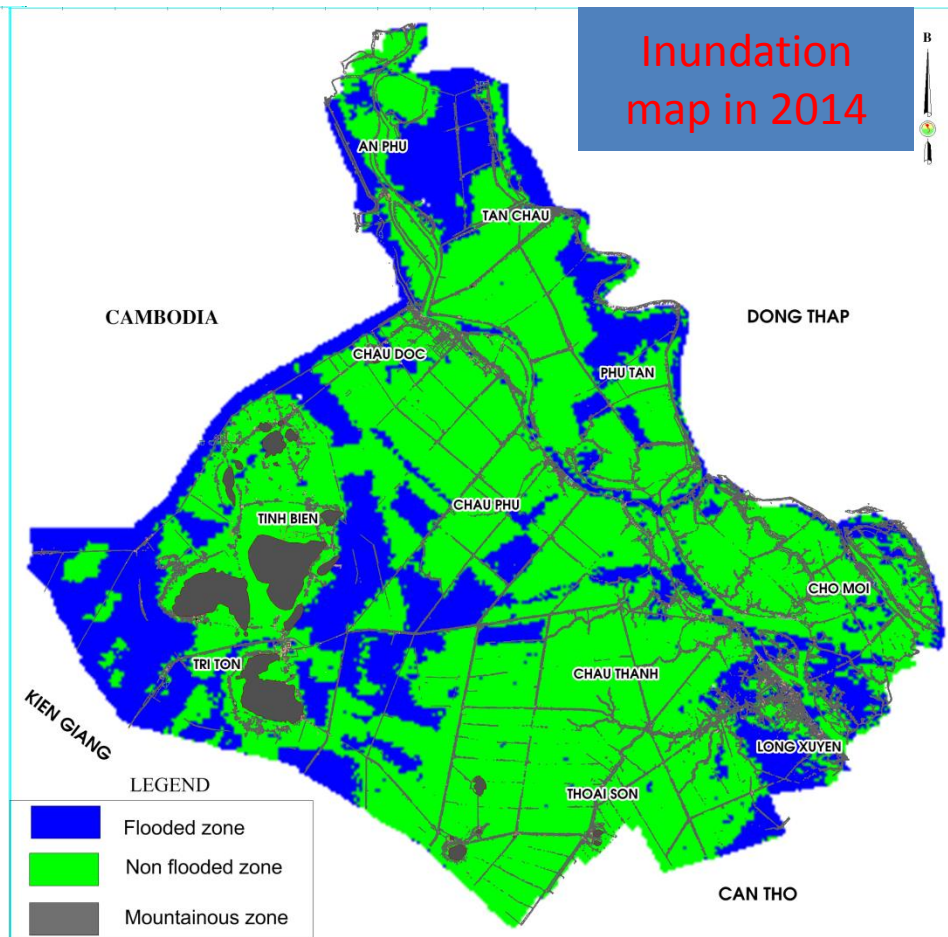 Inundation
map in 2014
B
AN PHU
TAN CHAU
CAMBODIA
DONG THAP
CHAU DOC
PHU TAN
CHAU PHU
TINH BIEN
CHO MOI
TRI TON
CHAU THANH
KIEN GIANG
LONG XUYEN
THOAI SON
CAN THO
LEGEND
Flooded zone
Non flooded zone
Mountainous zone